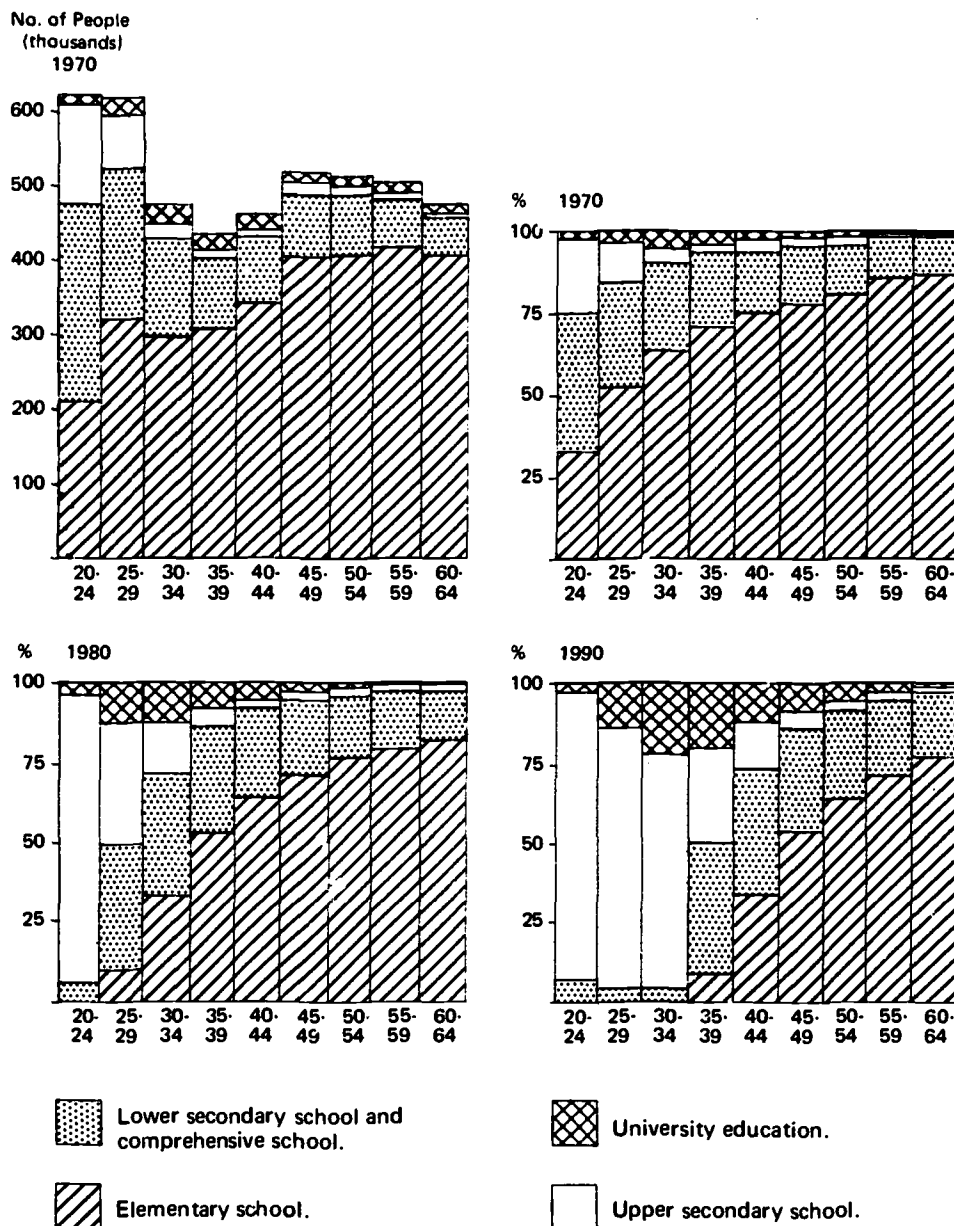 No. of People
(thousands)
1970
600
500
400
300
200
100
20- 25- 30- 35- 40- 45- 50- 55- 60-
24 29 34 39 44 49 54 59 64
% 1970
100
75
50
25
20- 25- 30- 35- 40- 45- 50- 55- 60-
24 29 34 39 44 49 54 59 64
% 1980
100
75
50
25
20- 25- 30- 35- 40- 45- 50- 55- 60-
24 29 34 39 44 49 54 59 64
% 1990
100
75
50
25
20- 25- 30- 35- 40- 45- 50- 55- 60-
24 29 34 39 44 49 54 59 64
Lower secondary school and
comprehensive school.
University education.
Elementary school.
Upper secondary school.